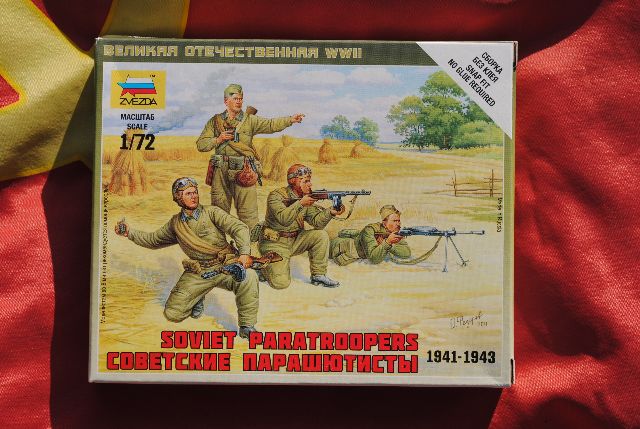 ВЕЛИКАЯ ОТЕЧЕСТВЕННАЯ WWII
СБОРКА
БЕЗ КЛЕЯ
SNAP FIT
NO GLUE REQUIRED
ZVEZDA
МАСШТАБ
SCALE
1/72
SOVIET PARATROOPERS
СОВЕТСКИЕ ПАРАШЮТИСТЫ
1941-1943